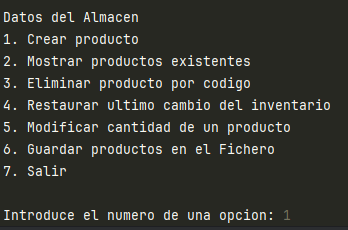 Datos del Almacen
1. Crear producto
2. Mostrar productos existentes
3. Eliminar producto por codigo
4. Restaurar ultimo cambio del inventario
5. Modificar cantidad de un producto
6. Guardar productos en el Fichero
7. Salir
Introduce el numero de una opcion: 1